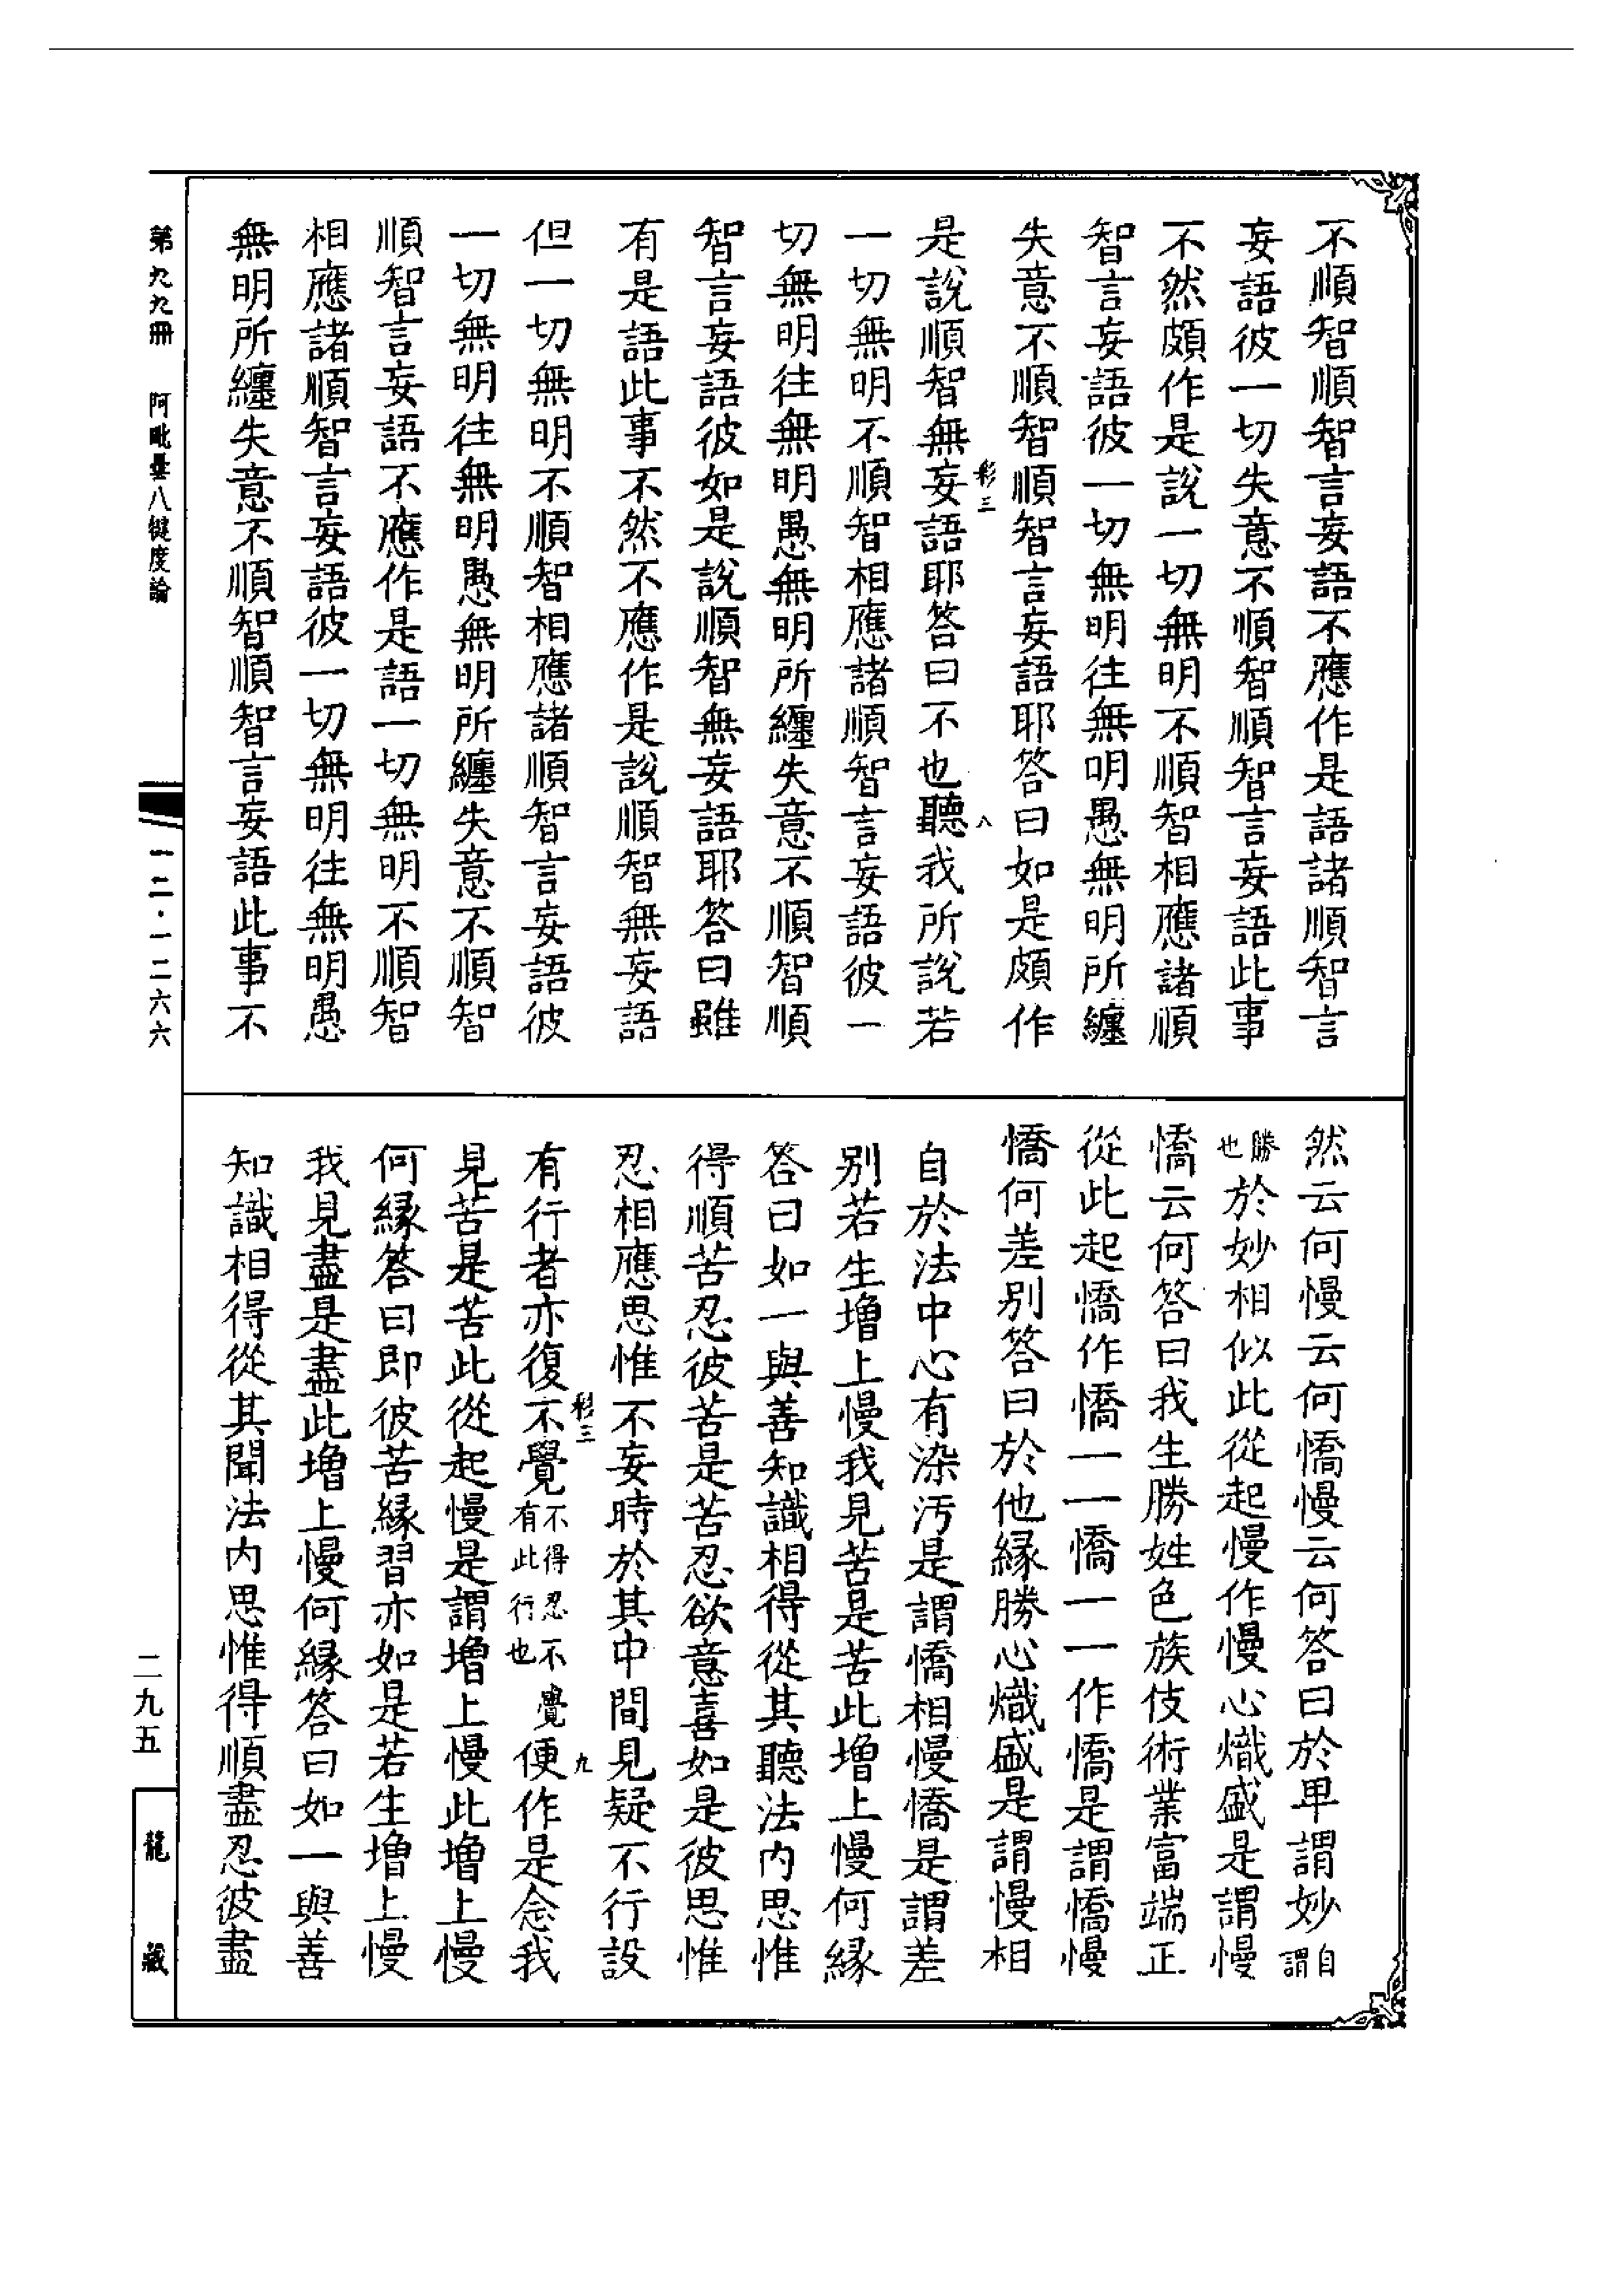 不順智順智言妄語不應作是語諸順智言
妄語彼一切失意不順智順智言妄語此事
不然頗作是說一切無明不順智相應諸順
智言妄語彼一切無明往無明愚無明所纏
失意不順智順智言妄語耶答曰如是頗作
是說順智無妄語耶答曰不也聽我所說若
彩三
八
一切無明不順智相應諸順智言妄語彼一
切無明往無明愚無明所纏失意不順智順
智言妄語彼如是說順智無妄語耶答曰雖
有是語此事不然不應作是說順智無妄語
但一切無明不順智相應諸順智言妄語彼
一切無明往無明愚無明所纏失意不順智
順智言妄語不應作是語一切無明不順智
相應諸順智言妄語彼一切無明往無明愚
無明所纏失意不順智順智言妄語此事不
然云何慢云何憍慢云何答曰於卑謂妙自謂
勝也於妙相似此從起慢作慢心熾盛是謂慢
憍云何答曰我生勝姓色族伎術業富端正
從此起憍作憍一一憍一一作憍是謂憍慢
憍何差別答曰於他緣勝心熾盛是謂慢相
自於法中心有染汚是謂憍相慢憍是謂差
別若生增上慢我見苦是苦此增上慢何緣
答曰如一與善知識相得從其聽法内思惟
得順苦忍彼苦是苦忍欲意喜如是彼思惟
忍相應思惟不妄時於其中間見疑不行設
有行者亦復不覺不得忍不覺有此行也便作是念我
彩三
九
見苦是苦此從起慢是謂增上慢此增上慢
何緣答曰即彼苦緣習亦如是若生增上慢
我見盡是盡此增上慢何緣答曰如一與善
知識相得從其聞法内思惟得順盡忍彼盡
第九九冊
阿毗曇八犍度論
一二·一二六六
二九五
龍藏